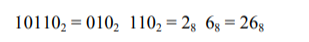 10110₂ = 010₂ 110₂ = 2₈ 6₈ = 26₈